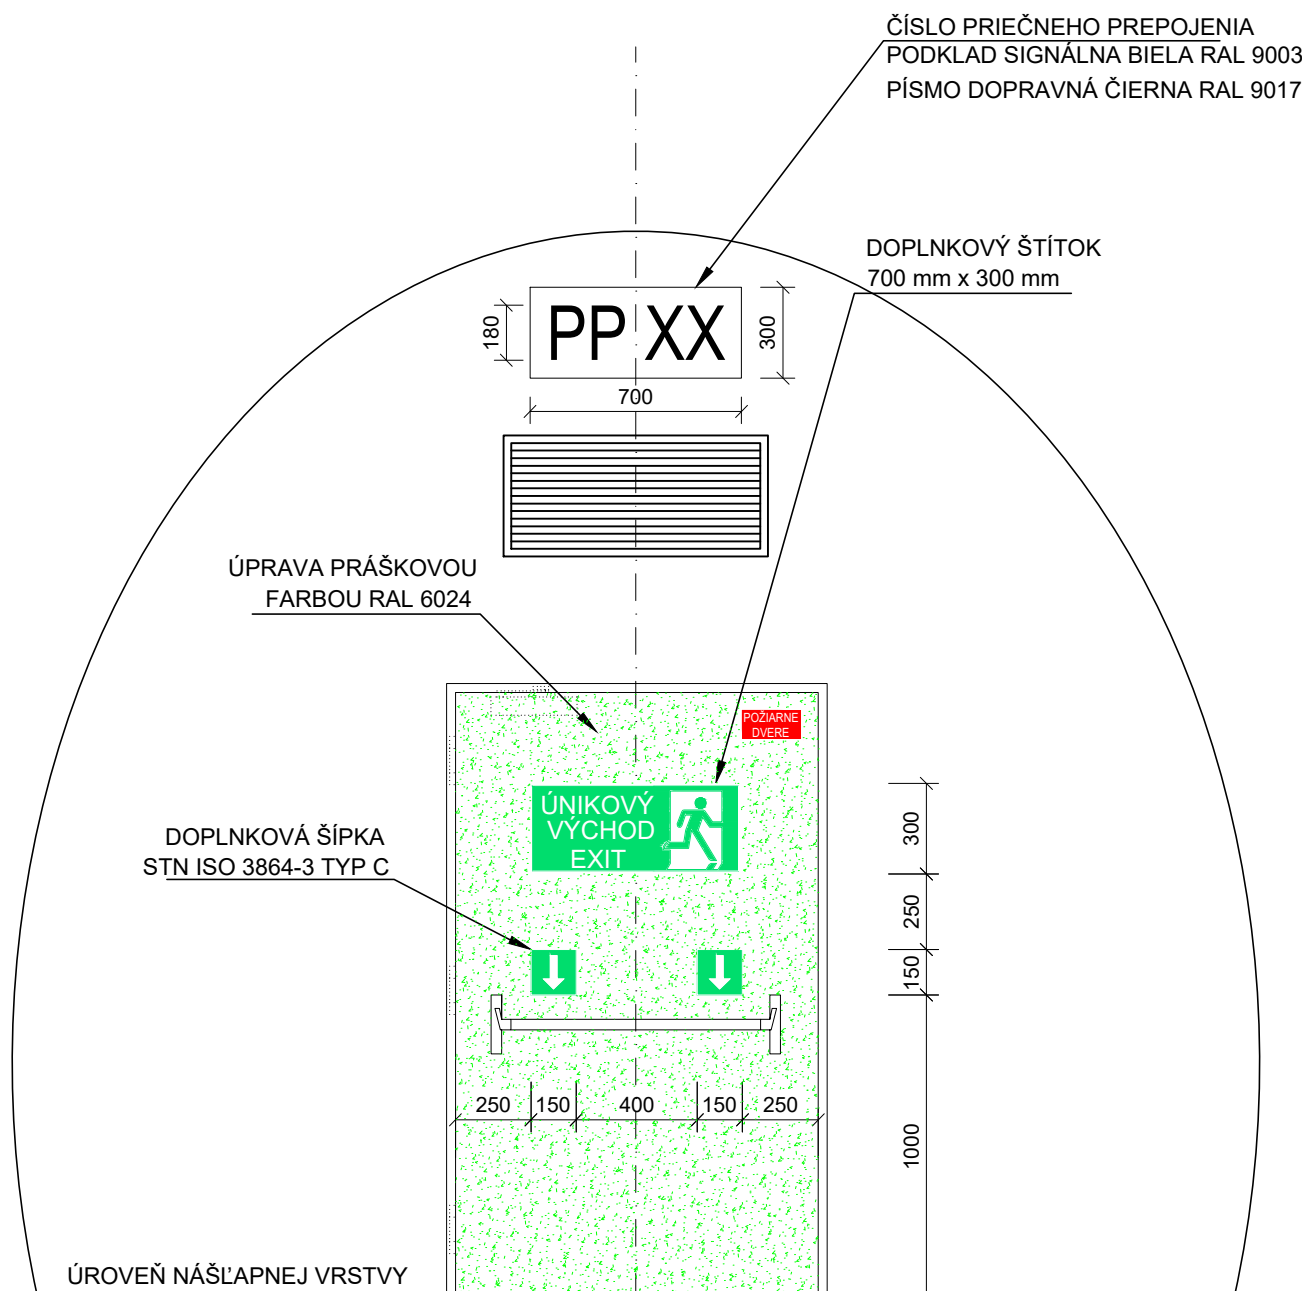 ČÍSLO PRIEČNEHO PREPOJENIA
PODKLAD SIGNÁLNA BIELA RAL 9003
PÍSMO DOPRAVNÁ ČIERNA RAL 9017
DOPLNKOVÝ ŠTÍTOK
700 mm x 300 mm
180
PP XX
300
700
ÚPRAVA PRÁŠKOVOU
FARBOU RAL 6024
POŽIARNE
DVERE
ÚNIKOVÝ
VÝCHOD
EXIT
300
DOPLNKOVÁ ŠÍPKA
STN ISO 3864-3 TYP C
250
150
250 150 400 150 250
1000
ÚROVEŇ NÁŠĽAPNEJ VRSTVY